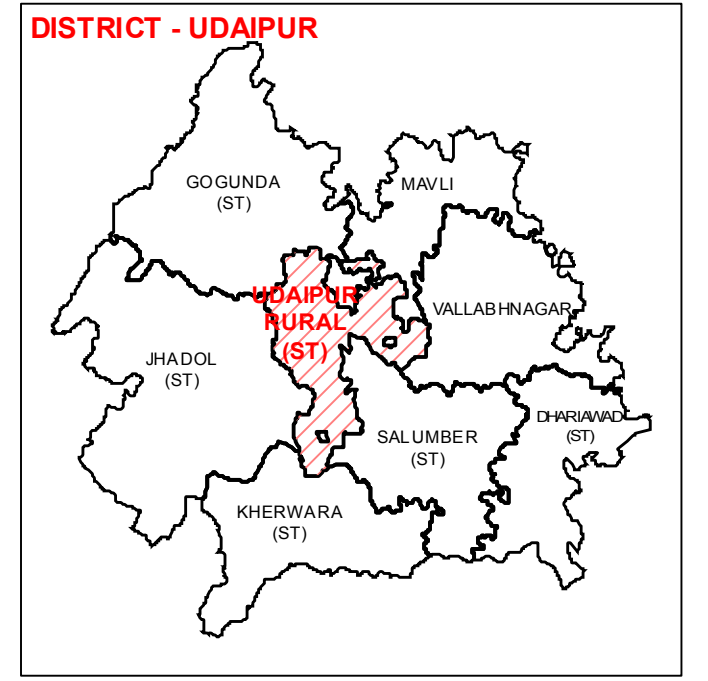 DISTRICT - UDAIPUR
GOGUNDA
(ST)
MAVLI
UDAIPUR
RURAL
(ST)
VALLABHNAGAR
JHADOL
(ST)
DHARIAWAD
(ST)
SALUMBER
(ST)
KHERWARA
(ST)